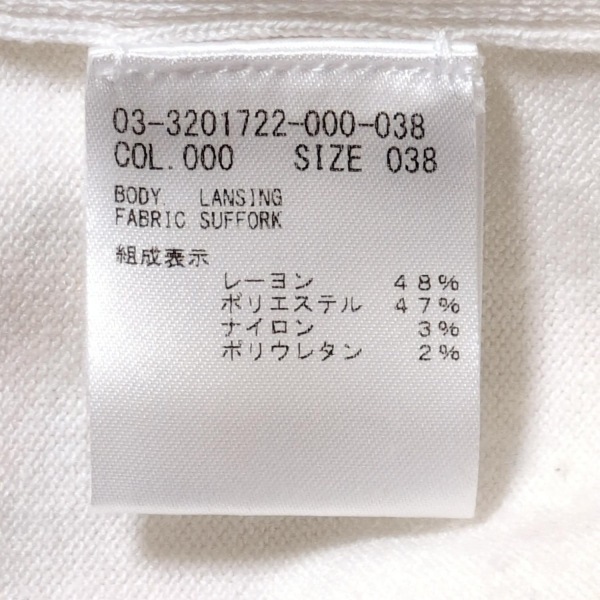 03-3201722-000-038
COL.000 SIZE 038
BODY. LANSING
FABRIC SUFFORK
組成表示
レーヨン 48%
ポリエステル 47%
ナイロン 3%
ポリウレタン 2%